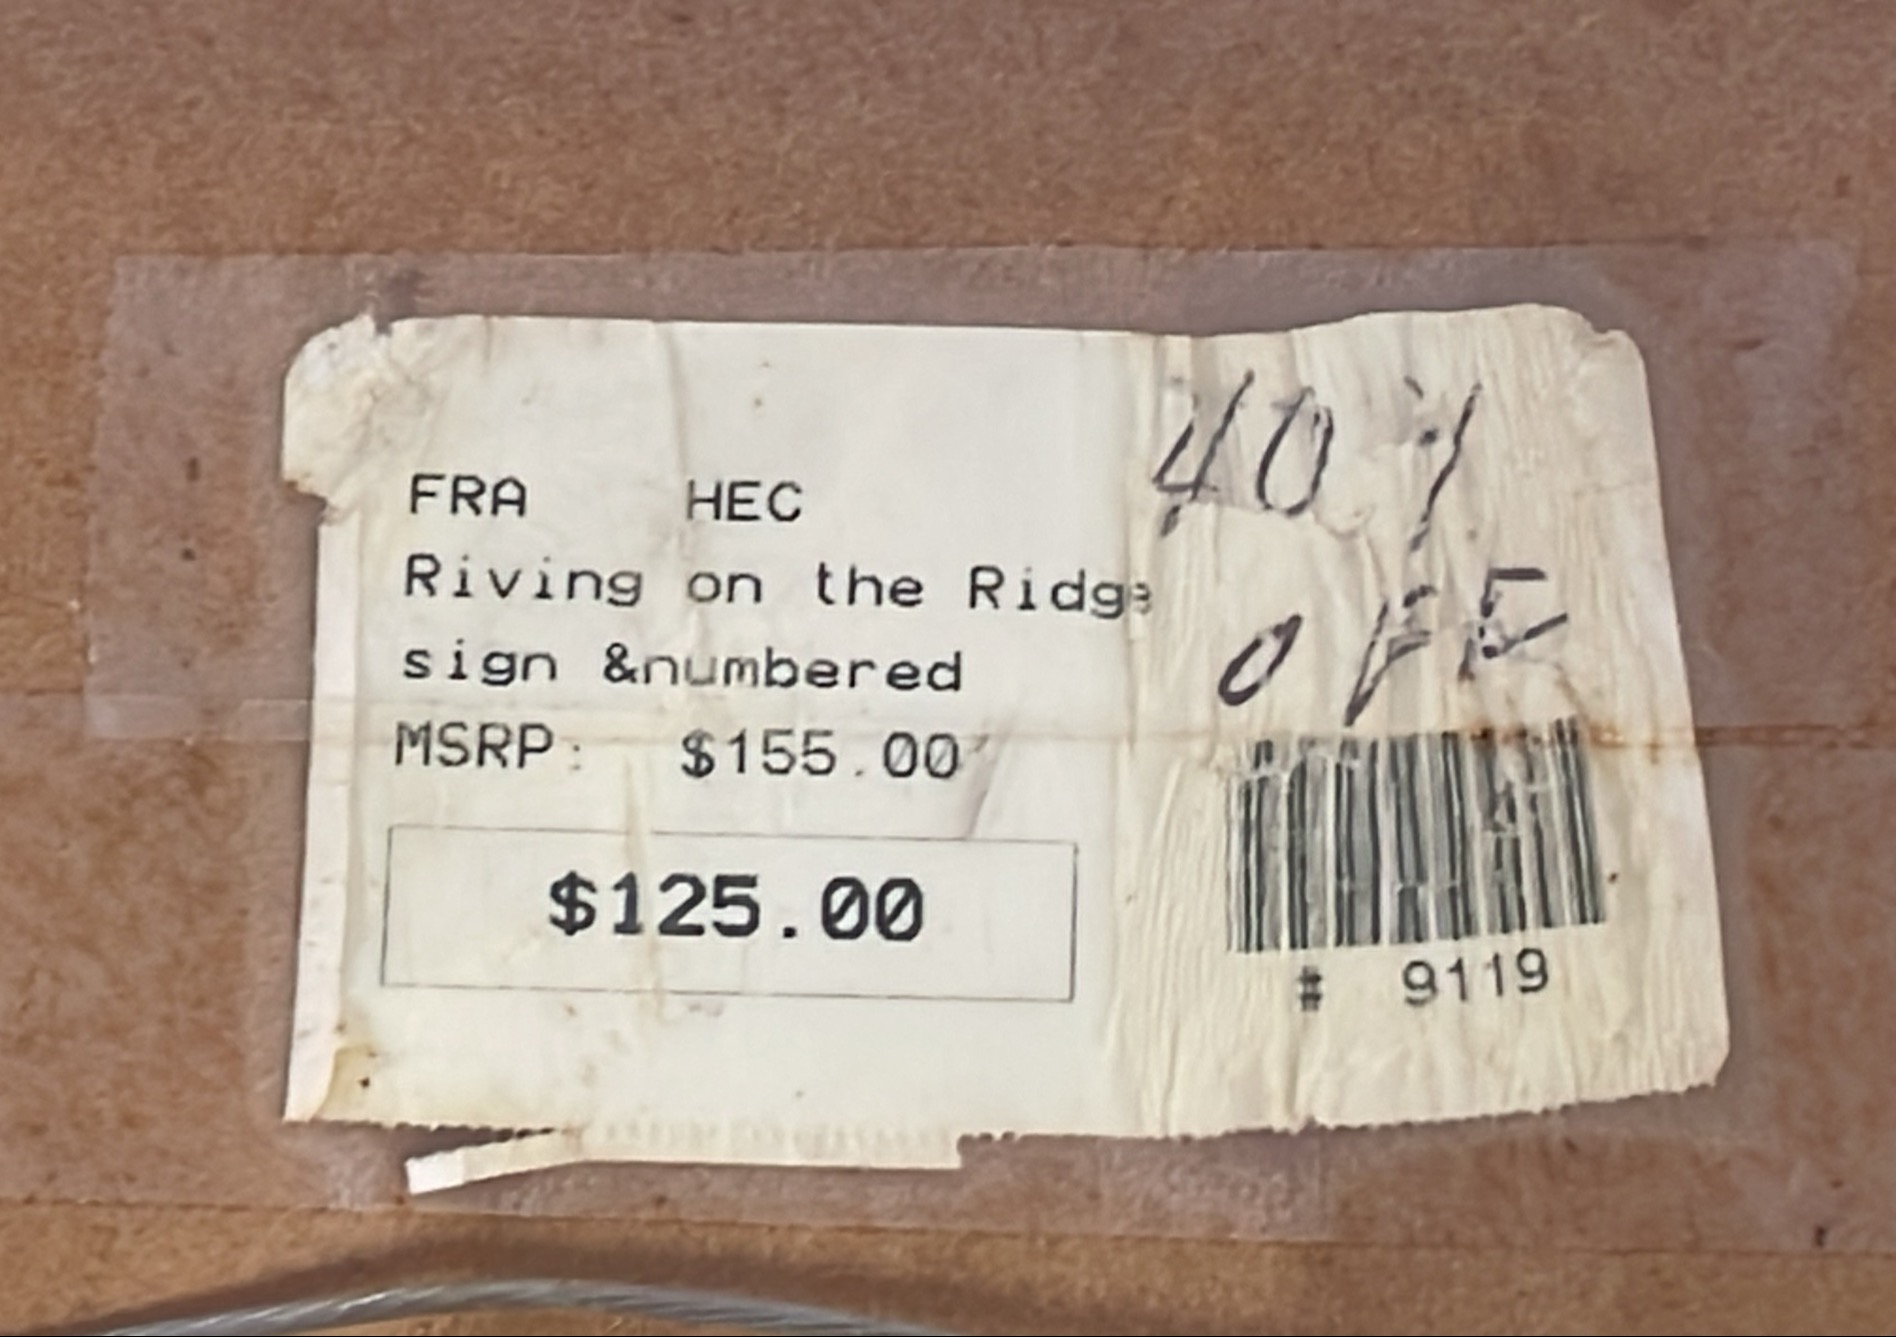 FRA HEC
Riving on the Ridge
sign &numbered
MSRP: $155.00
$125.00
40%
OFF
# 9119